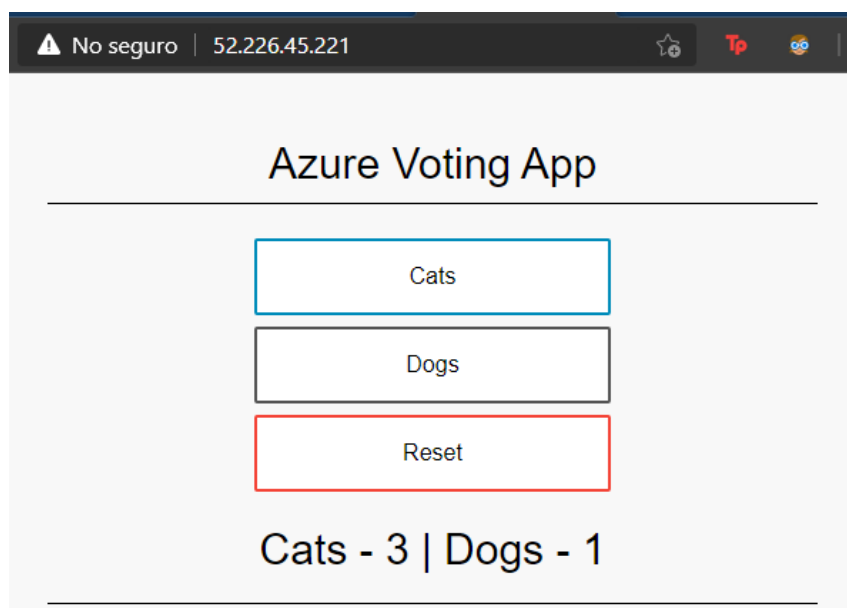 No seguro | 52.226.45.221 Tp
Azure Voting App
Cats
Dogs
Reset
Cats - 3 | Dogs - 1